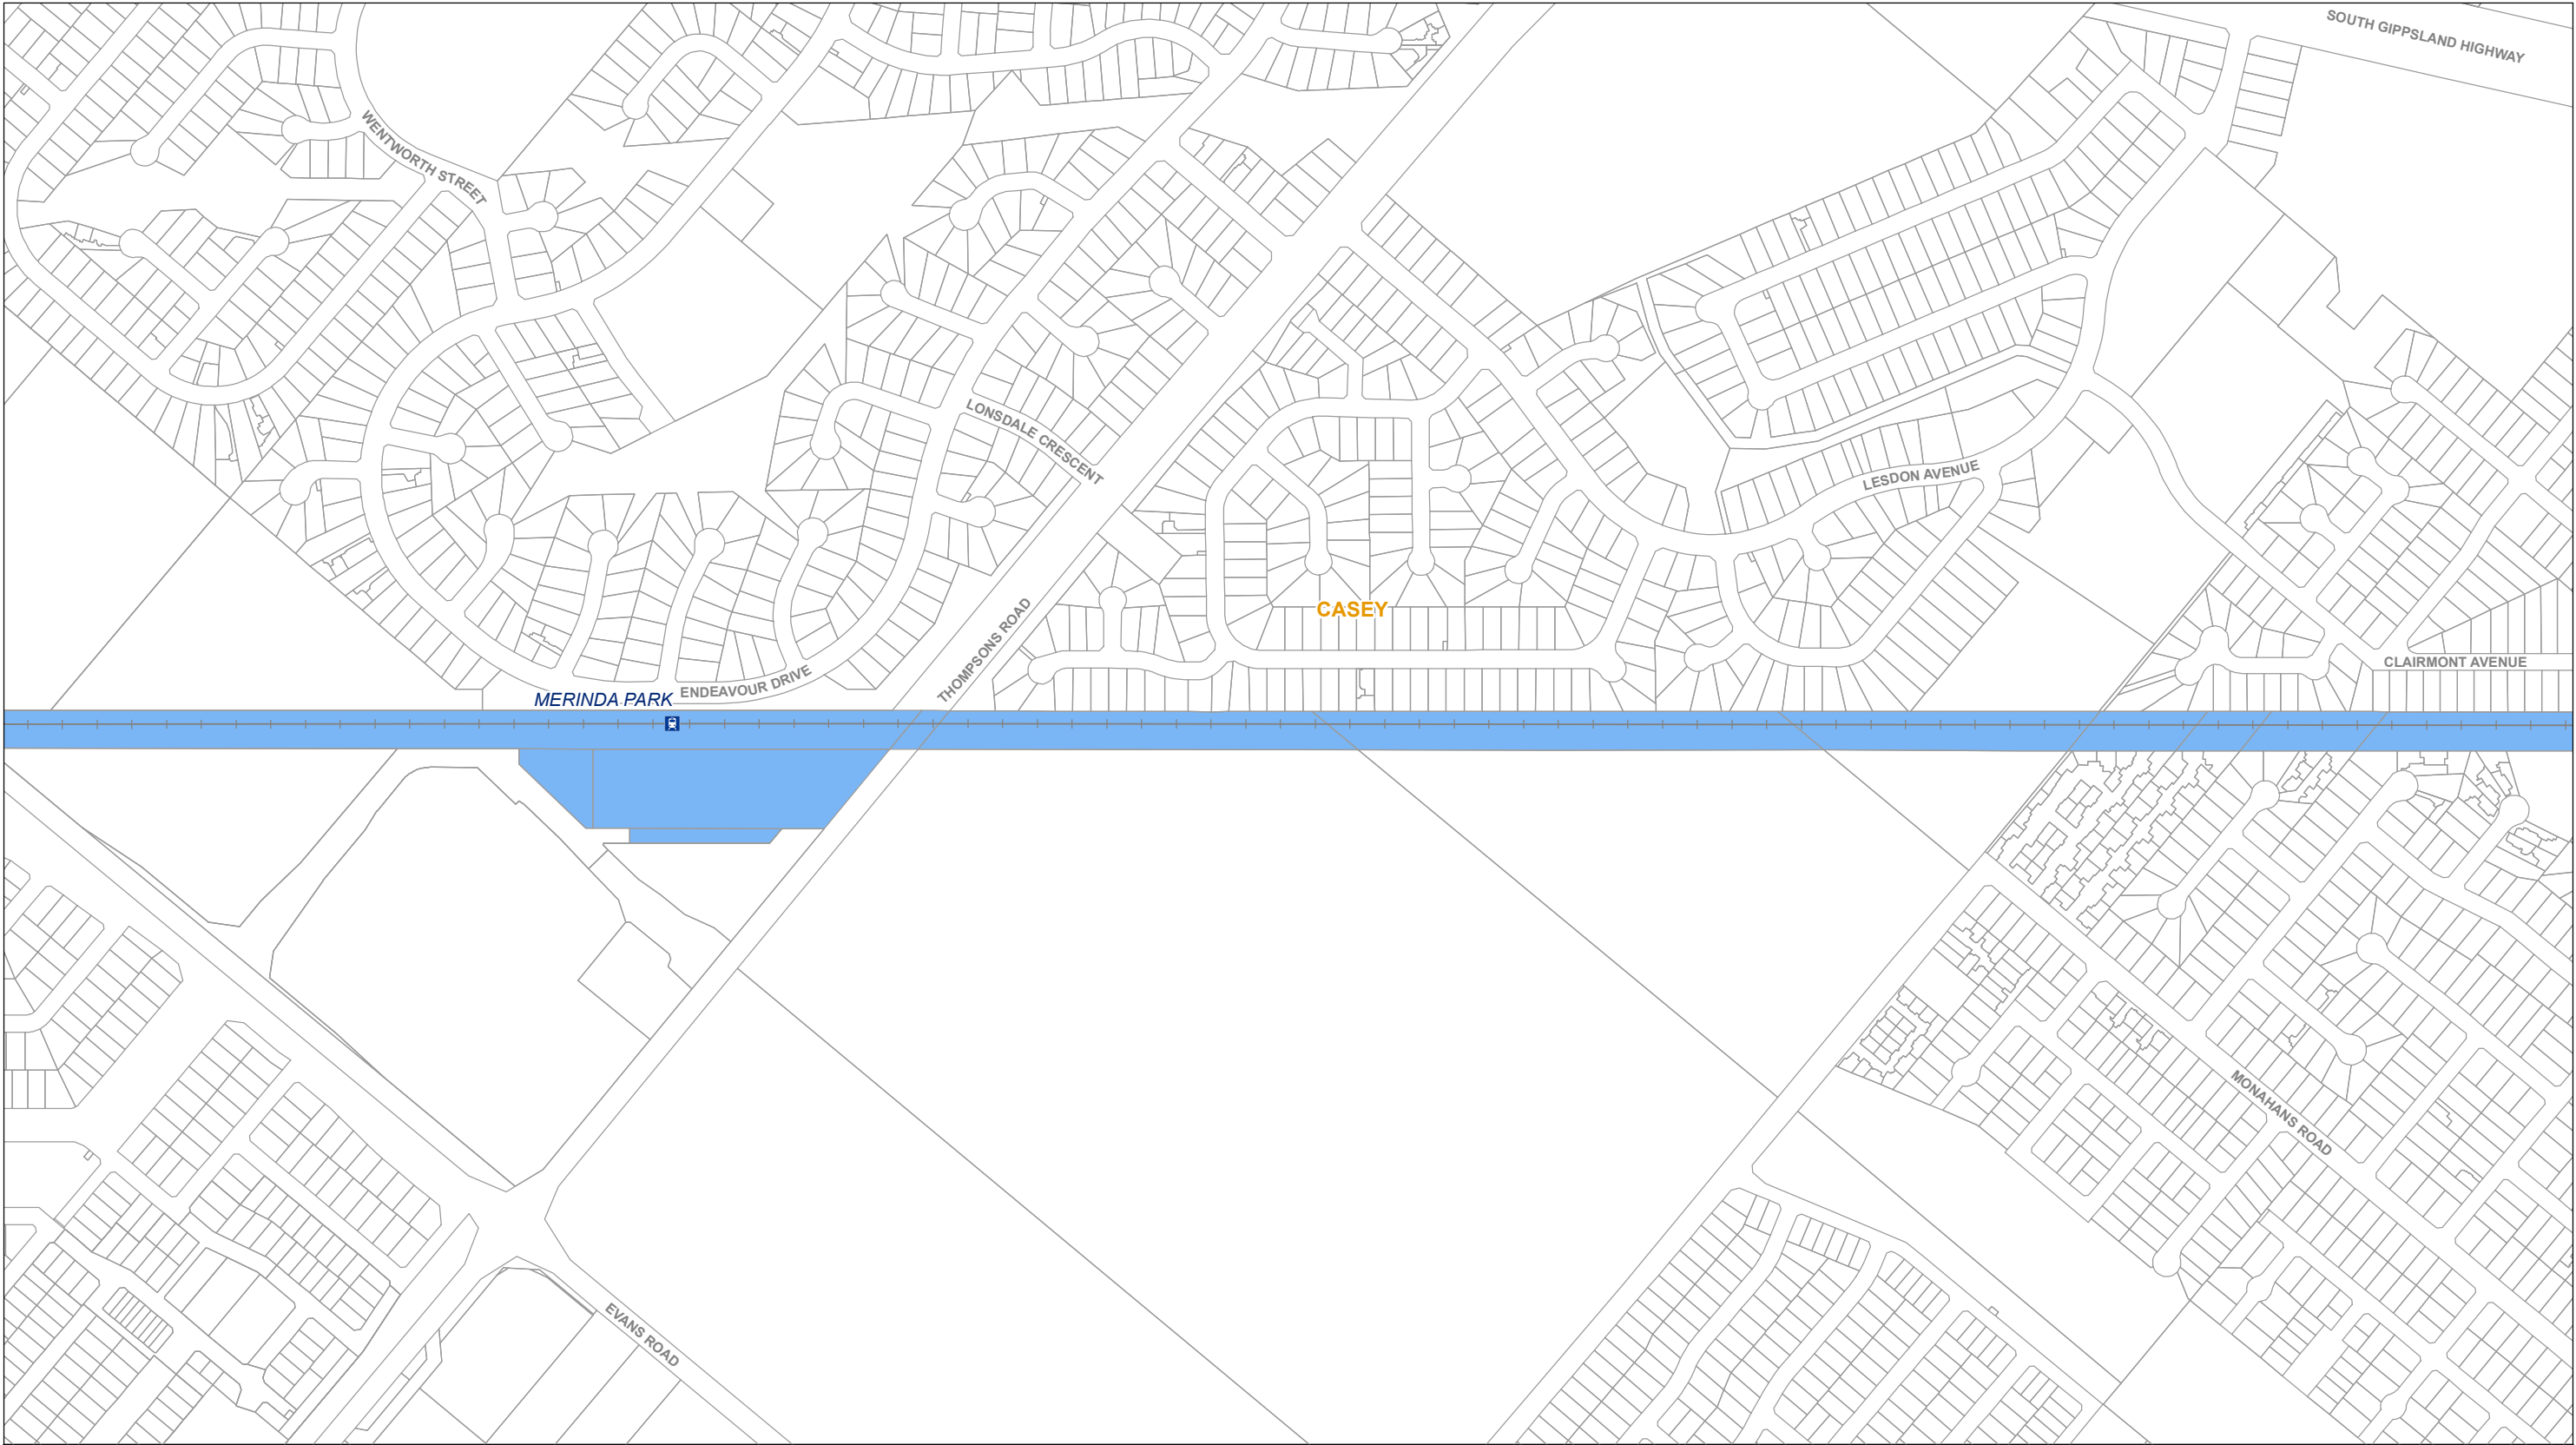 SOUTH GIPPSLAND HIGHWAY
WENTWORTH STREET
LONSDALE CRESCENT
LESDON AVENUE
THOMPSONS ROAD
CASEY
CLAIRMONT AVENUE
MERINDA PARK
ENDEAVOUR DRIVE
MONAHANS ROAD
EVANS ROAD